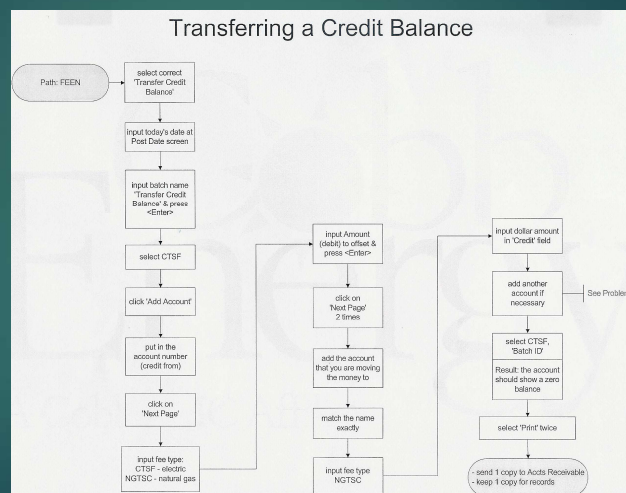 Transferring a Credit Balance
Path: FEEN
select correct
'Transfer Credit
Balance'
input today's date at
Post Date screen
input batch name
'Transfer Credit
Balance' & press
<Enter>
select CTSF
click 'Add Account'
put in the
account number
(credit from)
click on
'Next Page'
input fee type:
CTSF - electric
NGTSC - natural gas
input Amount
(debit) to offset &
press <Enter>
click on
'Next Page'
2 times
add the account
that you are moving
the money to
match the name
exactly
input fee type
NGTSC
input dollar amount
in 'Credit' field
add another
account if
necessary
See
select CTSF,
'Batch ID'
Result: the account
should show a zero
balance
select 'Print' twice
- send 1 copy to Accts Receivable
- keep 1 copy for records
Cobb
Energy